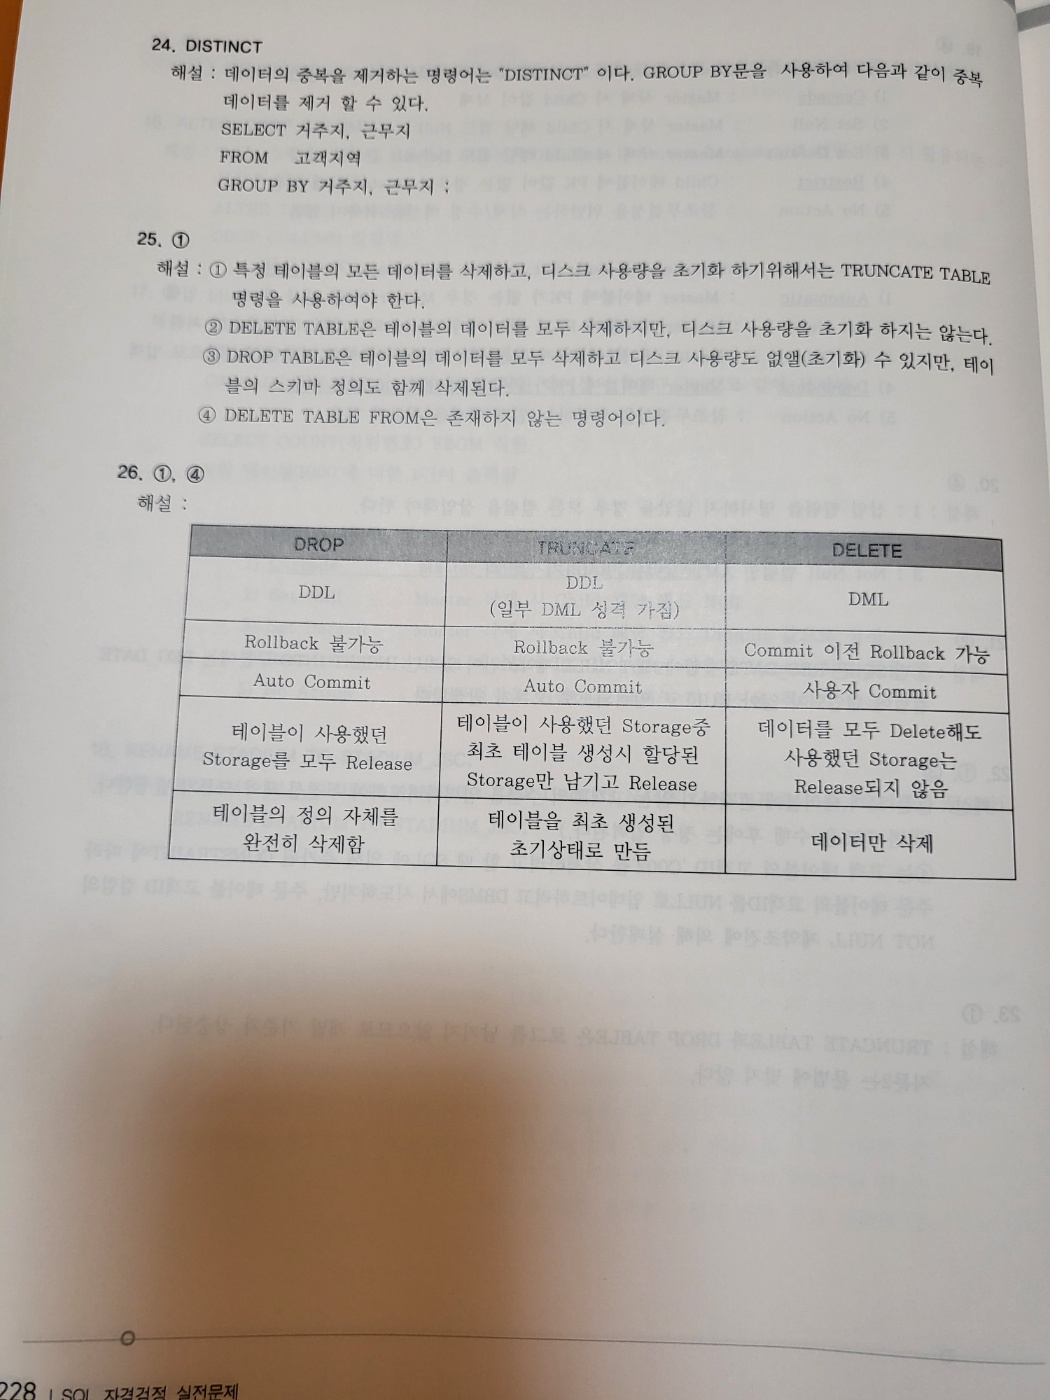 24. DISTINCT
해설 : 데이터의 중복을 제거하는 명령어는 "DISTINCT" 이다. GROUP BY문을 사용하여 다음과 같이 중복
데이터를 제거 할 수 있다.
SELECT 거주지, 근무지
FROM 고객지역
GROUP BY 거주지, 근무지 ;
25. ①
해설 : ① 특정 테이블의 모든 데이터를 삭제하고, 디스크 사용량을 초기화 하기위해서는 TRUNCATE TABLE
명령을 사용하여야 한다.
② DELETE TABLE은 테이블의 데이터를 모두 삭제하지만, 디스크 사용량을 초기화 하지는 않는다.
③ DROP TABLE은 테이블의 데이터를 모두 삭제하고 디스크 사용량도 없앨(초기화) 수 있지만, 테이
블의 스키마 정의도 함께 삭제된다.
④ DELETE TABLE FROM은 존재하지 않는 명령어이다.
26. ①, ④
해설 :
DROP TRUNCATE DELETE
DDL
DDL
(일부 DML 성격 가짐)
DML
Rollback 불가능 Rollback 불가능 Commit 이전 Rollback 가능
Auto Commit Auto Commit 사용자 Commit
테이블이 사용했던
Storage를 모두 Release
테이블이 사용했던 Storage중
최초 테이블 생성시 할당된
Storage만 남기고 Release
데이터를 모두 Delete해도
사용했던 Storage는
Release되지 않음
테이블의 정의 자체를
완전히 삭제함
테이블을 최초 생성된
초기상태로 만듬
데이터만 삭제
228 | SQL 자격검정 실전문제